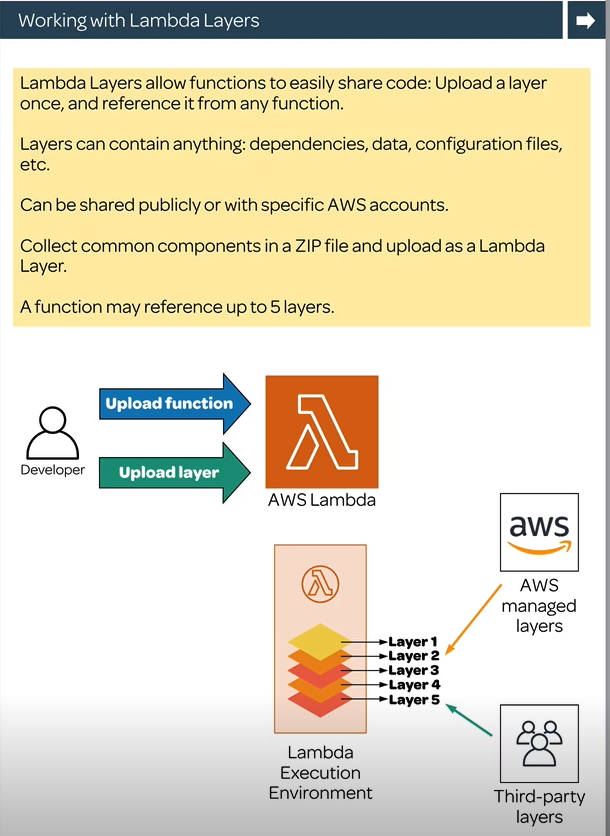 Working with Lambda Layers
Lambda Layers allow functions to easily share code: Upload a layer
once, and reference it from any function.
Layers can contain anything: dependencies, data, configuration files,
etc.
Can be shared publicly or with specific AWS accounts.
Collect common components in a ZIP file and upload as a Lambda
Layer.
A function may reference up to 5 layers.
Upload function
Developer
Upload layer
AWS Lambda
aws
AWS
managed
layers
Layer 1
Layer 2
Layer 3
Layer 4
Layer 5
Lambda
Execution
Environment
Third-party
layers